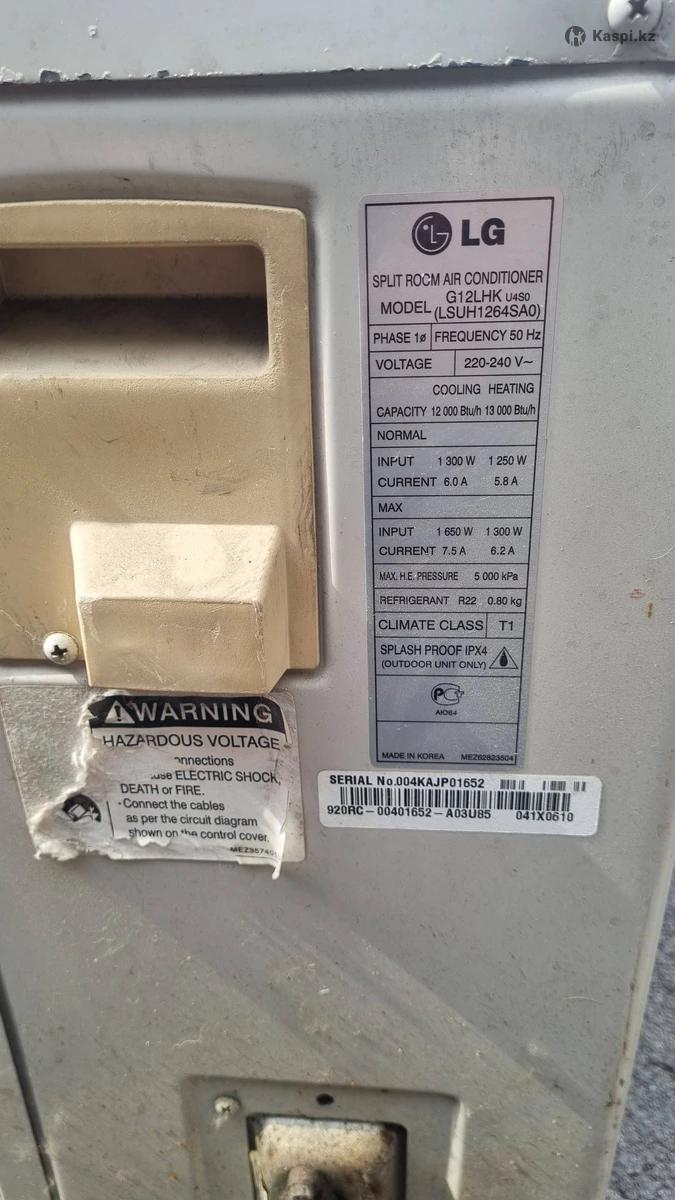 Kaspi.kz
LG
SPLIT ROOM AIR CONDITIONER
MODEL G12LHK U4S0
(LSUH1264SA0)
PHASE 1ø FREQUENCY 50 Hz
VOLTAGE 220-240 V~
COOLING HEATING
CAPACITY 12 000 Btu/h 13 000 Btu/h
NORMAL
INPUT 1 300 W 1 250 W
CURRENT 6.0 A 5.8 A
MAX
INPUT 1 650 W 1 300 W
CURRENT 7.5 A 6.2 A
MAX. H.E. PRESSURE 5 000 kPa
REFRIGERANT R22 0.80 kg
CLIMATE CLASS T1
SPLASH PROOF IPX4
(OUTDOOR UNIT ONLY)
МЕ
MADE IN KOREA MEZ62823504
WARNING
HAZARDOUS VOLTAGE
ELECTRIC SHOCK,
DEATH or FIRE.
· Connect the cables
as per the circuit diagram
shown on the control cover.
SERIAL No.004KAJP01652
920RC-00401652-A03U85 041X0610